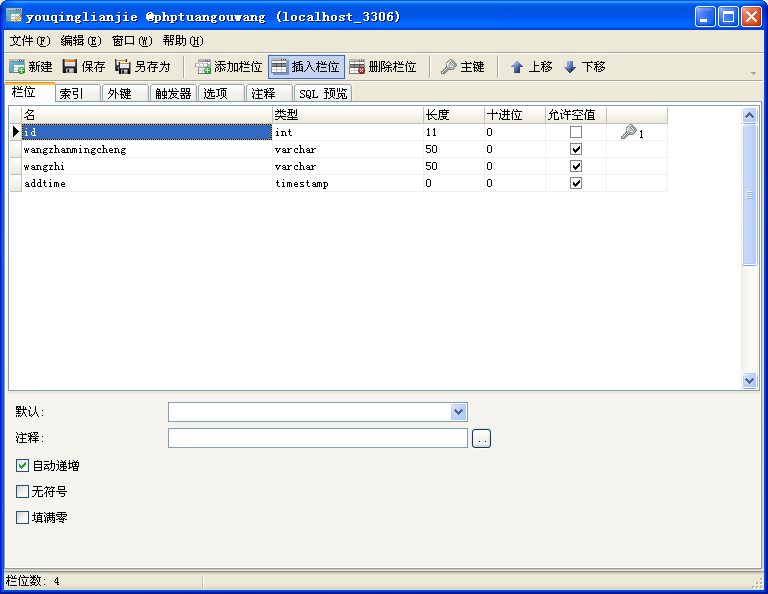 youqinglianjie @phptuangouwang (localhost_3306)
文件(F) 编辑(E) 窗口(W) 帮助(H)
新建 保存 另存为 添加栏位 插入栏位 删除栏位 主键 上移 下移
栏位 索引 外键 触发器 选项 注释 SQL 预览
名 类型 长度 十进位 允许空值
id int 11 0 1
wangzhanmingcheng varchar 50 0
wangzhi varchar 50 0
addtime timestamp 0 0
默认:
注释:
..
自动递增
无符号
填满零
栏位数: 4